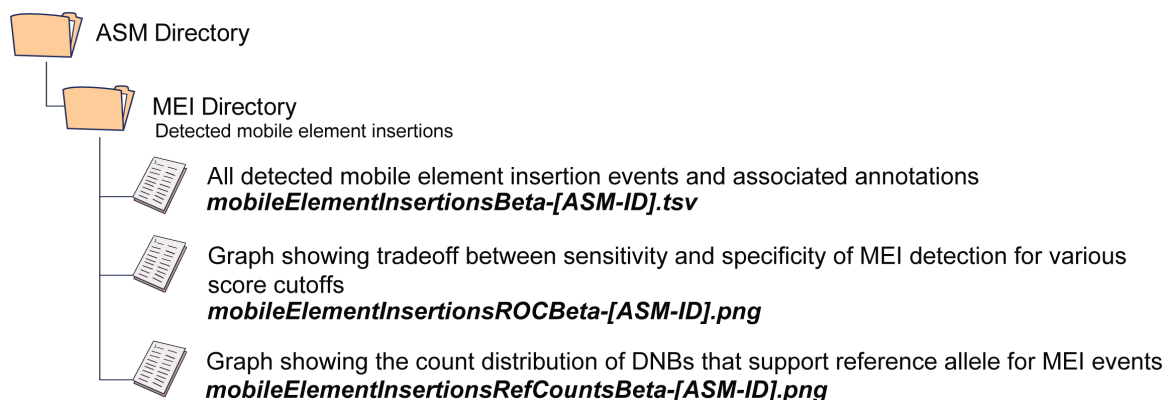 ASM Directory
MEI Directory
Detected mobile element insertions
All detected mobile element insertion events and associated annotations
mobileElementInsertionsBeta-[ASM-ID].tsv
Graph showing tradeoff between sensitivity and specificity of MEI detection for various
score cutoffs
mobileElementInsertionsROCBeta-[ASM-ID].png
Graph showing the count distribution of DNBs that support reference allele for MEI events
mobileElementInsertionsRefCountsBeta-[ASM-ID].png